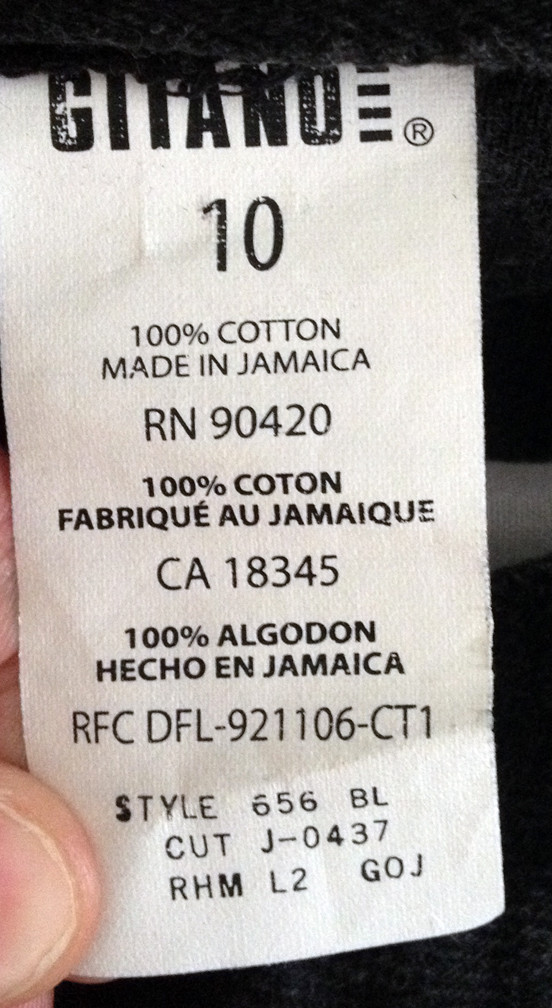 GITANO ®
10
100% COTTON
MADE IN JAMAICA
RN 90420
100% COTON
FABRIQUÉ AU JAMAIQUE
CA 18345
100% ALGODON
HECHO EN JAMAICA
RFC DFL-921106-CT1
STYLE 656 BL
CUT J-0437
RHM L2 GOJ